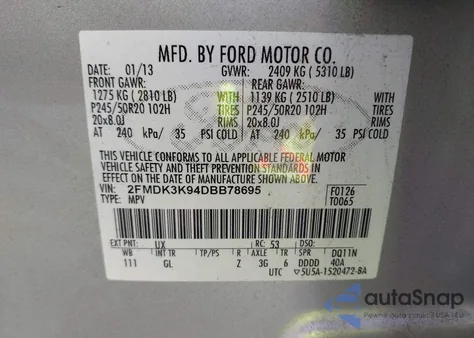 MFD. BY FORD MOTOR CO.
DATE: 01/13 GVWR: 2409 KG ( 5310 LB)
FRONT GAWR: REAR GAWR:
1275 KG ( 2810 LB) WITH 1139 KG ( 2510 LB) WITH
P245/50R20 102H TIRES P245/50R20 102H TIRES
20x8.0J RIMS 20x8.0J RIMS
AT 240 kPa/ 35 PSI COLD AT 240 kPa/ 35 PSI COLD
THIS VEHICLE CONFORMS TO ALL APPLICABLE FEDERAL MOTOR
VEHICLE SAFETY AND THEFT PREVENTION STANDARDS IN
EFFECT ON THE DATE OF MANUFACTURE SHOWN ABOVE.
VIN: 2FMDK3K94DBB78695 F0126
TYPE: MPV T0065
EXT PNT: UX RC: 53 DSO:
WB INT TR TP/PS R AXLE TR SPR DQ11N
111 GL Z 3G 6 DDDD 40A
UTC 5U5A-1520472-BA
autoSnap